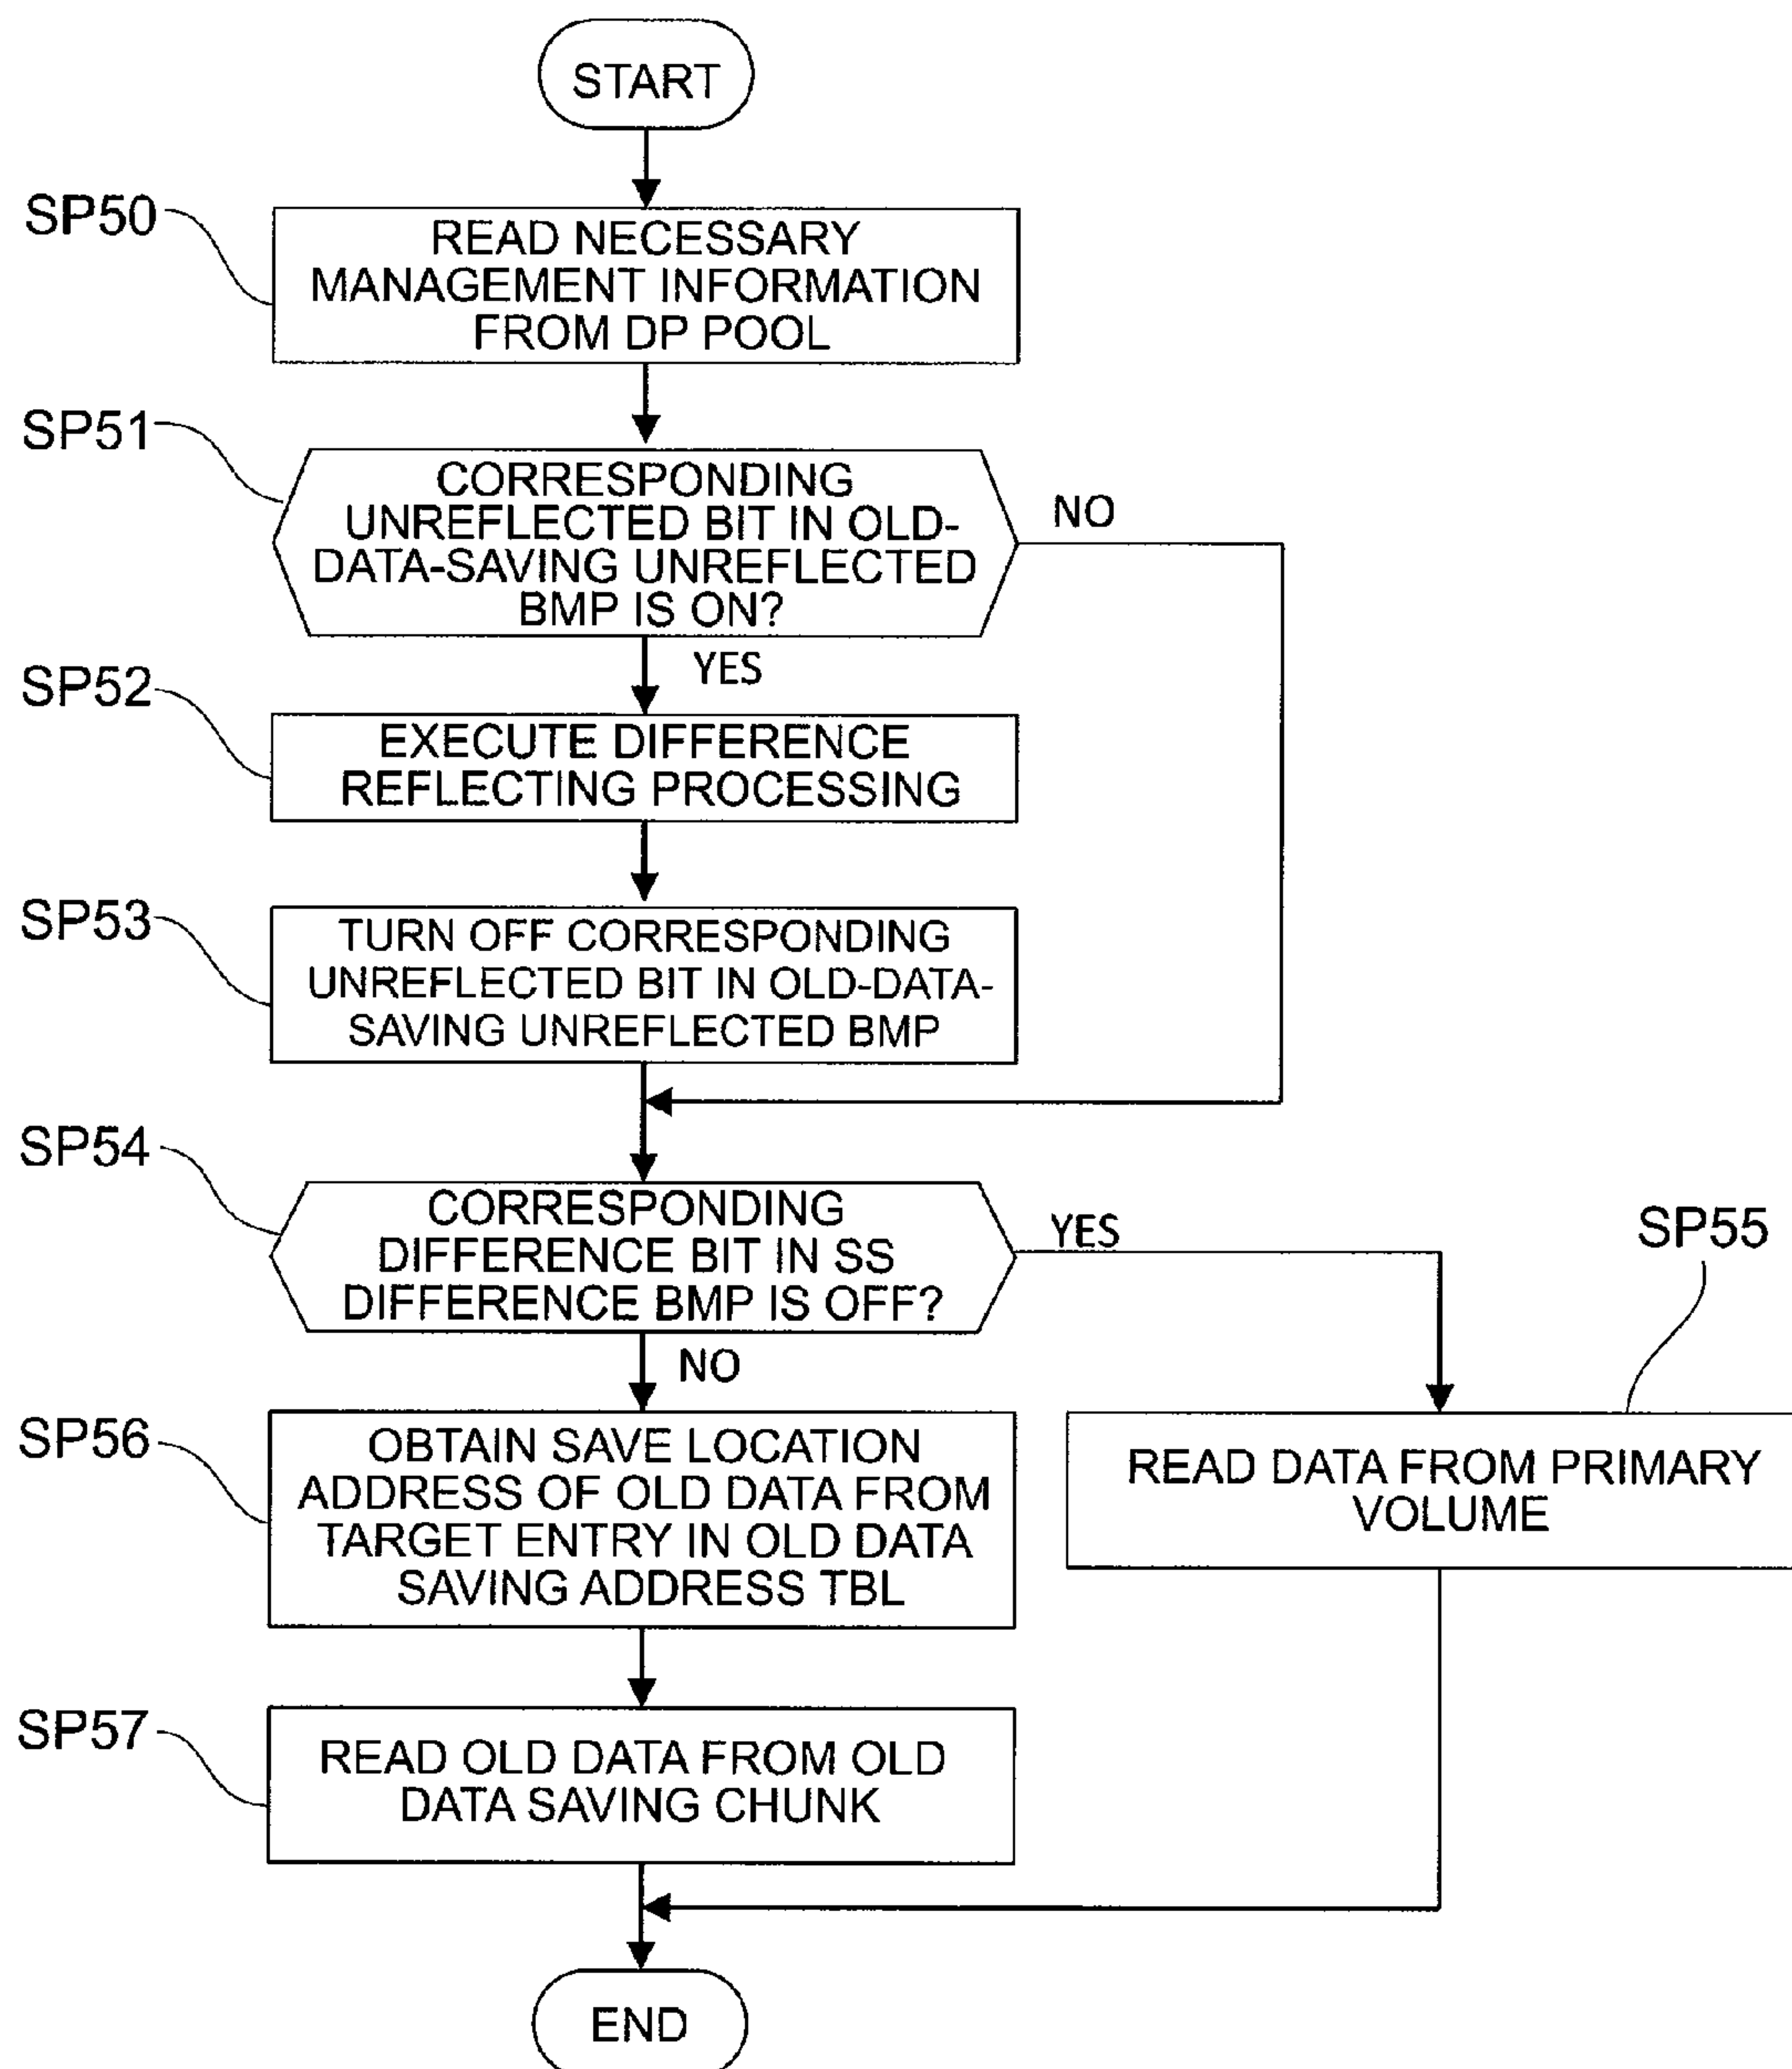 START
SP50
READ NECESSARY
MANAGEMENT INFORMATION
FROM DP POOL
SP51
CORRESPONDING
UNREFLECTED BIT IN OLD-
DATA-SAVING UNREFLECTED
BMP IS ON?
NO
YES
SP52
EXECUTE DIFFERENCE
REFLECTING PROCESSING
SP53
TURN OFF CORRESPONDING
UNREFLECTED BIT IN OLD-DATA-
SAVING UNREFLECTED BMP
SP54
CORRESPONDING
DIFFERENCE BIT IN SS
DIFFERENCE BMP IS OFF?
YES
SP55
NO
SP56
OBTAIN SAVE LOCATION
ADDRESS OF OLD DATA FROM
TARGET ENTRY IN OLD DATA
SAVING ADDRESS TBL
READ DATA FROM PRIMARY
VOLUME
SP57
READ OLD DATA FROM OLD
DATA SAVING CHUNK
END